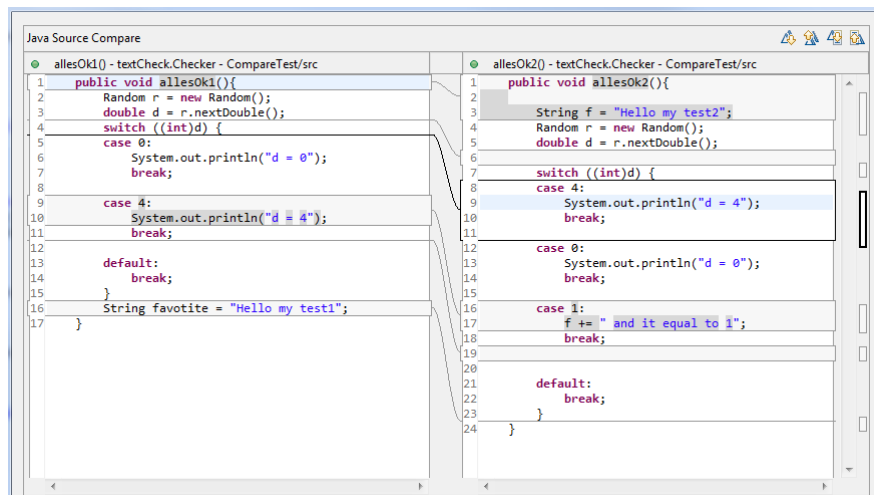 Java Source Compare
allesOk1() - textCheck.Checker - CompareTest/src
1 public void allesOk1(){
2 Random r = new Random();
3 double d = r.nextDouble();
4 switch ((int)d) {
5 case 0:
6 System.out.println("d = 0");
7 break;
8
9 case 4:
10 System.out.println("d = 4");
11 break;
12
13 default:
14 break;
15 }
16 String favotite = "Hello my test1";
17 }
allesOk2() - textCheck.Checker - CompareTest/src
1 public void allesOk2(){
2
3 String f = "Hello my test2";
4 Random r = new Random();
5 double d = r.nextDouble();
6
7 switch ((int)d) {
8 case 4:
9 System.out.println("d = 4");
10 break;
11
12 case 0:
13 System.out.println("d = 0");
14 break;
15
16 case 1:
17 f += " and it equal to 1";
18 break;
19
20
21 default:
22 break;
23 }
24 }